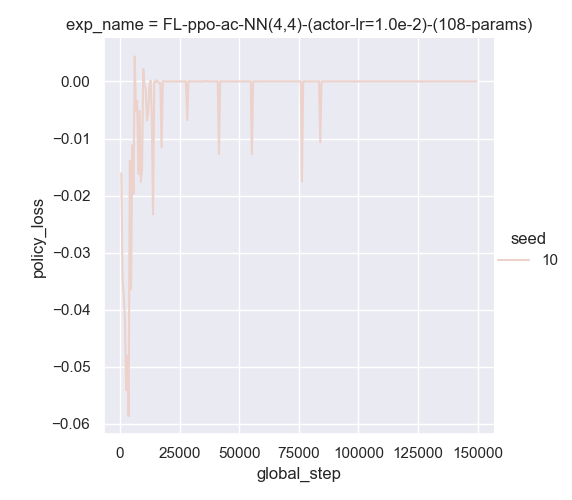 exp_name = FL-ppo-ac-NN(4,4)-(actor-lr=1.0e-2)-(108-params)
0.00
−0.01
−0.02
−0.03
−0.04
−0.05
−0.06
policy_loss
0 25000 50000 75000 100000 125000 150000
global_step
seed
10